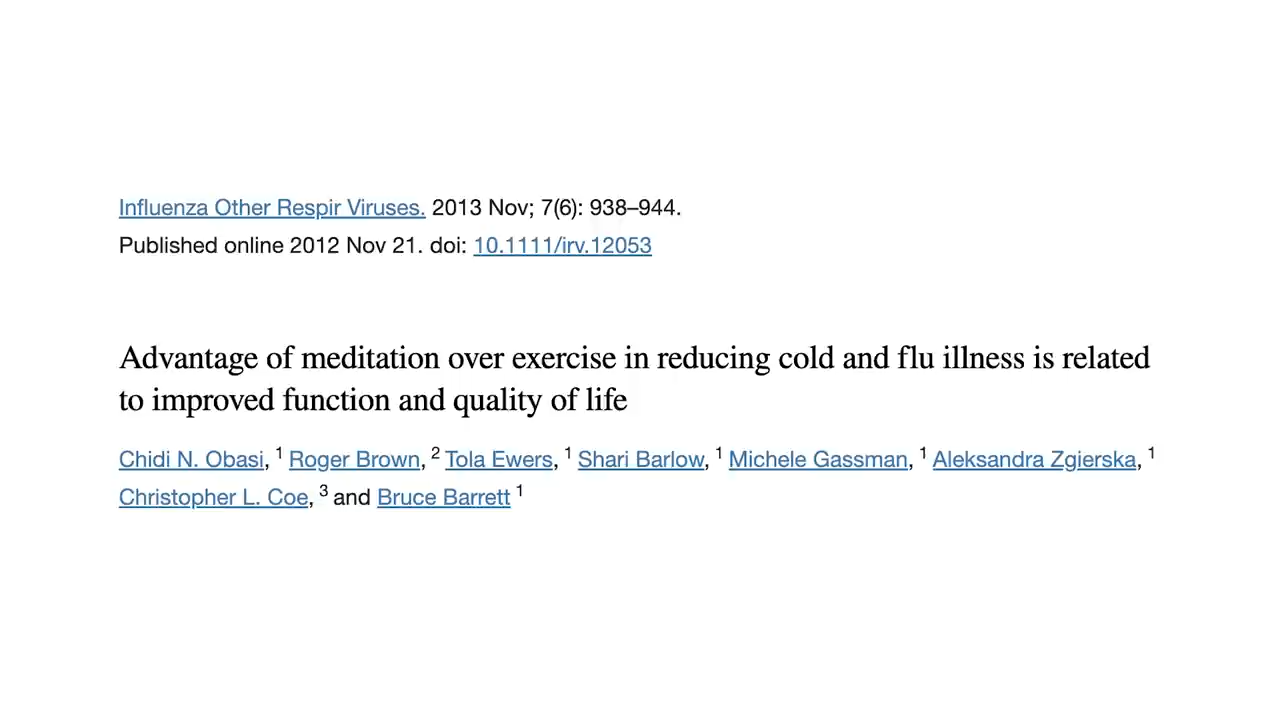 Influenza Other Respir Viruses. 2013 Nov; 7(6): 938–944.
Published online 2012 Nov 21. doi: 10.1111/irv.12053
Advantage of meditation over exercise in reducing cold and flu illness is related
to improved function and quality of life
Chidi N. Obasi, 1 Roger Brown, 2 Tola Ewers, 1 Shari Barlow, 1 Michele Gassman, 1 Aleksandra Zgierska, 1
Christopher L. Coe, 3 and Bruce Barrett 1